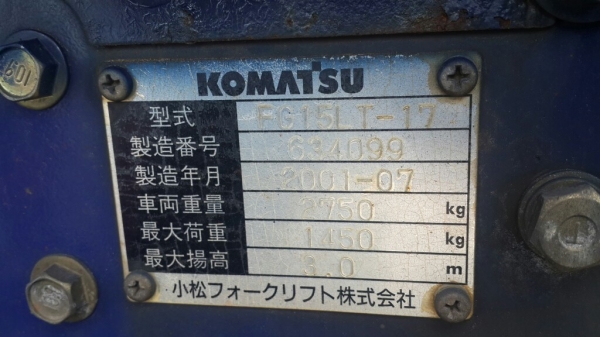 KOMATSU
型式 FG15LT-17
製造番号 634099
製造年月 2001-07
車両重量 2750 kg
最大荷重 1450 kg
最大揚高 3.0 m
小松フォークリフト株式会社